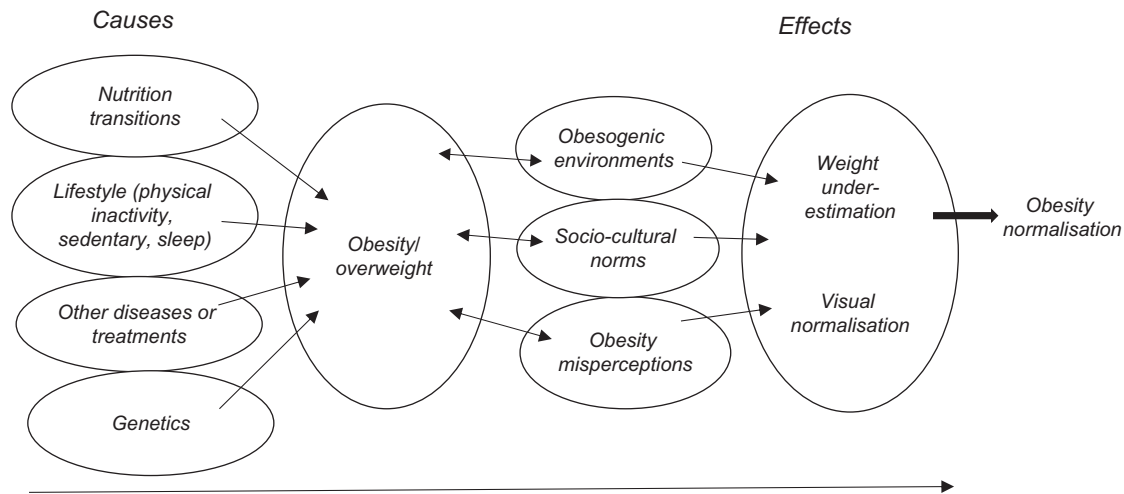 Causes
Effects
Nutrition
transitions
Lifestyle (physical
inactivity,
sedentary, sleep)
Other diseases or
treatments
Genetics
Obesity/
overweight
Obesogenic
environments
Socio-cultural
norms
Obesity
misperceptions
Weight
under-
estimation
Visual
normalisation
Obesity
normalisation